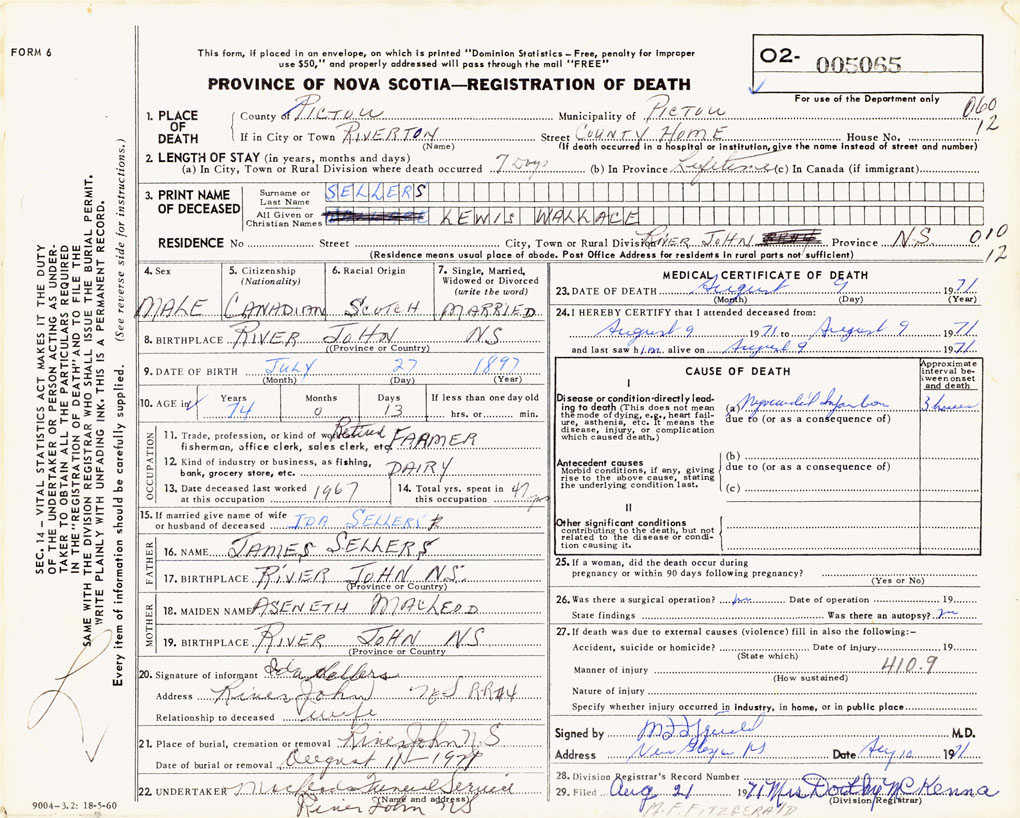 FORM 6
This form, if placed in an envelope, on which is printed "Dominion Statistics – Free, penalty for improper
use $50," and properly addressed will pass through the mail "FREE"
O2- 005065
For use of the Department only
PROVINCE OF NOVA SCOTIA—REGISTRATION OF DEATH
060
12
1. PLACE OF DEATH
County of PICTOU Municipality of PICTOU
If in City or Town RIVERTON Street COUNTY HOME House No.
(Name) (If death occurred in a hospital or institution, give the name instead of street and number)
2. LENGTH OF STAY (in years, months and days)
(a) In City, Town or Rural Division where death occurred 7 Days (b) In Province Lifetime (c) In Canada (if immigrant)
3. PRINT NAME OF DECEASED
Surname or Last Name SELLERS
All Given or Christian Names LEWIS WALLACE
RESIDENCE No Street City, Town or Rural Division RIVER JOHN Province N.S 010
12
(Residence means usual place of abode. Post Office Address for residents in rural parts not sufficient)
4. Sex MALE
5. Citizenship (Nationality) CANADIAN
6. Racial Origin SCOTCH
7. Single, Married, Widowed or Divorced (write the word) MARRIED
8. BIRTHPLACE RIVER JOHN NS
(Province or Country)
9. DATE OF BIRTH JULY 27 1897
(Month) (Day) (Year)
10. AGE in Years 74 Months 0 Days 13 If less than one day old hrs. or min.
OCCUPATION
11. Trade, profession, or kind of work Retired FARMER
fisherman, office clerk, sales clerk, etc
12. Kind of industry or business, as fishing, DAIRY
bank, grocery store, etc.
13. Date deceased last worked at this occupation 1967
14. Total yrs. spent in this occupation 47 yrs
15. If married give name of wife or husband of deceased IDA SELLERS R
FATHER
16. NAME JAMES SELLERS
17. BIRTHPLACE RIVER JOHN NS.
(Province or Country)
MOTHER
18. MAIDEN NAME ASENETH MACLEOD
19. BIRTHPLACE RIVER JOHN NS
(Province or Country
20. Signature of informant Ida Sellers
Address River John NS RR#4
Relationship to deceased wife
21. Place of burial, cremation or removal River John N.S
Date of burial or removal August 11 - 1971
22. UNDERTAKER Funeral Service
(Name and address)
River John NS
9004-3.2: 18-5-60
MEDICAL CERTIFICATE OF DEATH
23. DATE OF DEATH August 9 1971
(Month) (Day) (Year)
24. I HEREBY CERTIFY that I attended deceased from:
August 9 1971 to August 9 1971
and last saw him alive on August 9 1971
CAUSE OF DEATH
Approximate interval between onset and death
I
Disease or condition directly leading to death (This does not mean the mode of dying, e.g., heart failure, asthenia, etc. It means the disease, injury, or complication which caused death.)
(a) Myocardial Infarction 3 hours
due to (or as a consequence of)
Antecedent causes
Morbid conditions, if any, giving rise to the above cause, stating the underlying condition last.
(b)
due to (or as a consequence of)
(c)
II
Other significant conditions
contributing to the death, but not related to the disease or condition causing it.
25. If a woman, did the death occur during
pregnancy or within 90 days following pregnancy?
(Yes or No)
26. Was there a surgical operation? no Date of operation 19
State findings Was there an autopsy? no
27. If death was due to external causes (violence) fill in also the following:–
Accident, suicide or homicide? Date of injury 19
(State which)
Manner of injury 410.9
(How sustained)
Nature of injury
Specify whether injury occurred in industry, in home, or in public place
Signed by M.D.
Address New Glasgow NS Date Aug 10 1971
28. Division Registrar's Record Number
29. Filed Aug 21 1971 Mrs Dorothy McKenna
(Division Registrar)
M.F. FITZGERALD
SEC. 14 – VITAL STATISTICS ACT MAKES IT THE DUTY
OF THE UNDERTAKER OR PERSON ACTING AS UNDER-
TAKER TO OBTAIN ALL THE PARTICULARS REQUIRED
IN THE "REGISTRATION OF DEATH" AND TO FILE THE
SAME WITH THE DIVISION REGISTRAR WHO SHALL ISSUE THE BURIAL PERMIT.
WRITE PLAINLY WITH UNFADING INK. THIS IS A PERMANENT RECORD.
Every item of information should be carefully supplied. (See reverse side for instructions.)